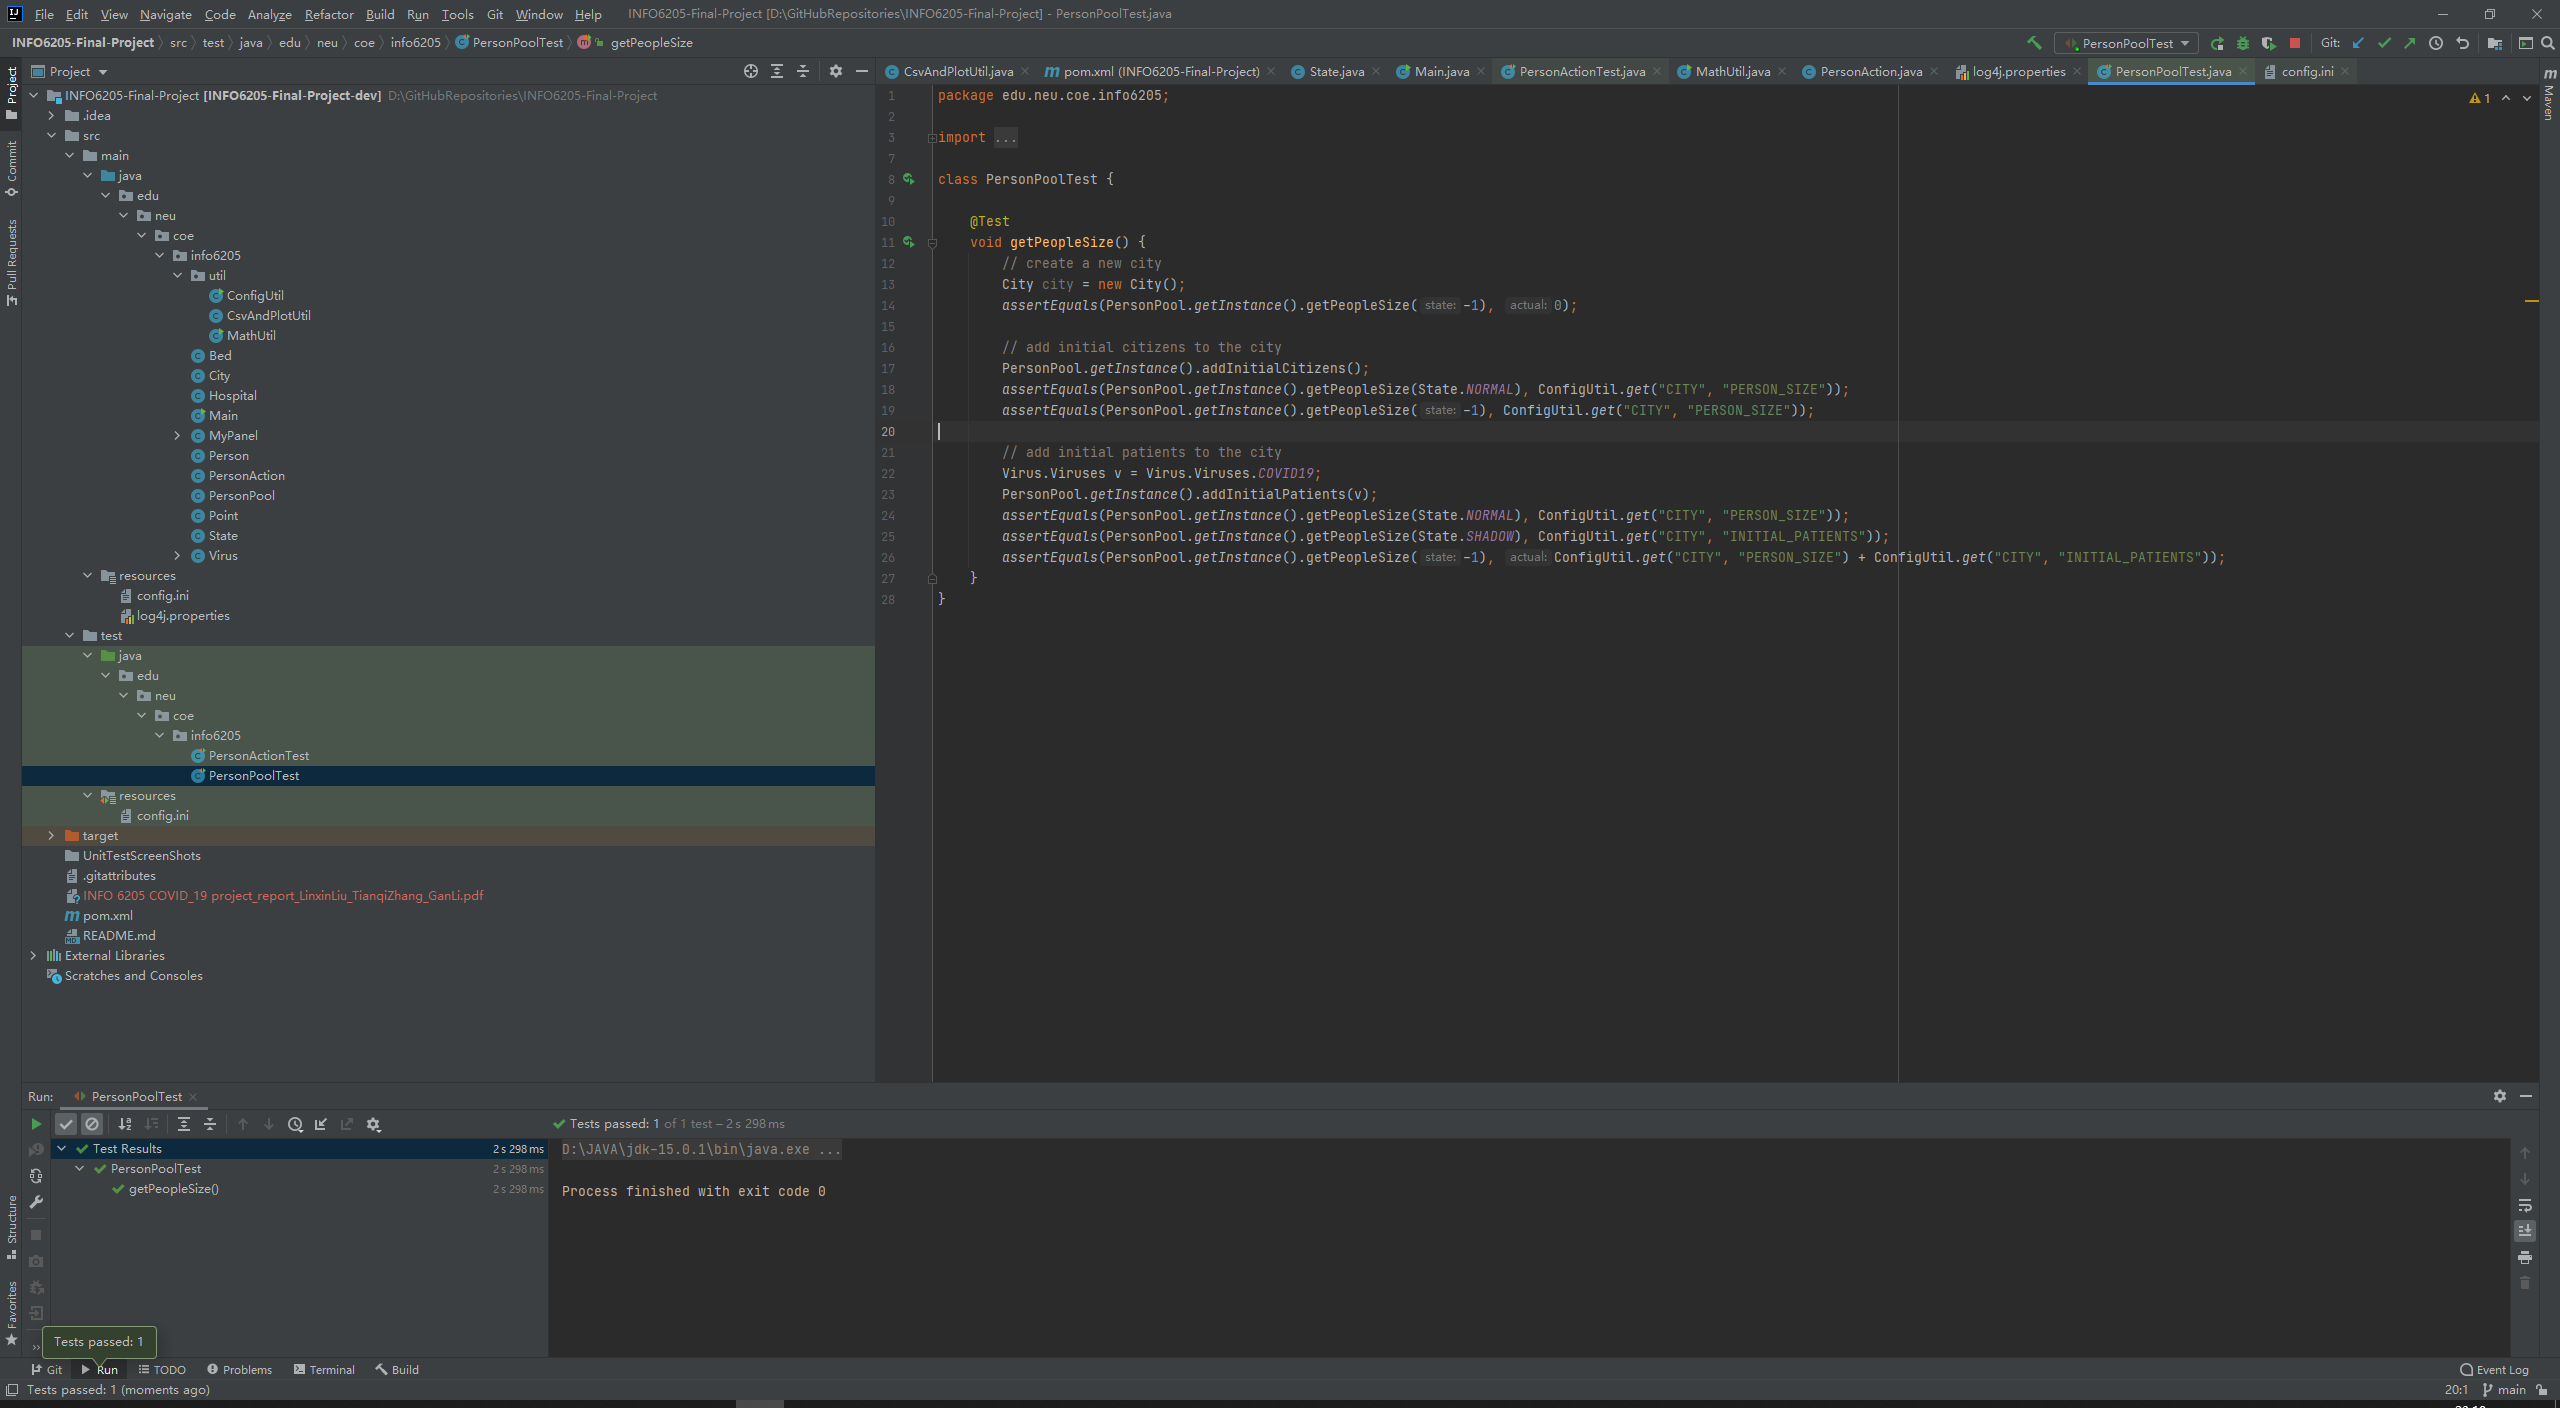 File Edit View Navigate Code Analyze Refactor Build Run Tools Git Window Help INFO6205-Final-Project [D:\GitHubRepositories\INFO6205-Final-Project] - PersonPoolTest.java
INFO6205-Final-Project src test java edu neu coe info6205 PersonPoolTest getPeopleSize PersonPoolTest Git:
Project
CsvAndPlotUtil.java pom.xml (INFO6205-Final-Project) State.java Main.java PersonActionTest.java MathUtil.java PersonAction.java log4j.properties PersonPoolTest.java config.ini
Project
Commit
Pull Requests
Structure
Favorites
Maven
INFO6205-Final-Project [INFO6205-Final-Project-dev] D:\GitHubRepositories\INFO6205-Final-Project
.idea
src
main
java
edu
neu
coe
info6205
util
ConfigUtil
CsvAndPlotUtil
MathUtil
Bed
City
Hospital
Main
MyPanel
Person
PersonAction
PersonPool
Point
State
Virus
resources
config.ini
log4j.properties
test
java
edu
neu
coe
info6205
PersonActionTest
PersonPoolTest
resources
config.ini
target
UnitTestScreenShots
.gitattributes
INFO 6205 COVID_19 project_report_LinxinLiu_TianqiZhang_GanLi.pdf
pom.xml
README.md
External Libraries
Scratches and Consoles
1 package edu.neu.coe.info6205; 1
2
3 import ...
7
8 class PersonPoolTest {
9
10 @Test
11 void getPeopleSize() {
12 // create a new city
13 City city = new City();
14 assertEquals(PersonPool.getInstance().getPeopleSize( state: -1), actual: 0);
15
16 // add initial citizens to the city
17 PersonPool.getInstance().addInitialCitizens();
18 assertEquals(PersonPool.getInstance().getPeopleSize(State.NORMAL), ConfigUtil.get("CITY", "PERSON_SIZE"));
19 assertEquals(PersonPool.getInstance().getPeopleSize( state: -1), ConfigUtil.get("CITY", "PERSON_SIZE"));
20
21 // add initial patients to the city
22 Virus.Viruses v = Virus.Viruses.COVID19;
23 PersonPool.getInstance().addInitialPatients(v);
24 assertEquals(PersonPool.getInstance().getPeopleSize(State.NORMAL), ConfigUtil.get("CITY", "PERSON_SIZE"));
25 assertEquals(PersonPool.getInstance().getPeopleSize(State.SHADOW), ConfigUtil.get("CITY", "INITIAL_PATIENTS"));
26 assertEquals(PersonPool.getInstance().getPeopleSize( state: -1), actual: ConfigUtil.get("CITY", "PERSON_SIZE") + ConfigUtil.get("CITY", "INITIAL_PATIENTS"));
27 }
28 }
Run: PersonPoolTest
Tests passed: 1 of 1 test – 2 s 298 ms
Test Results 2 s 298 ms
PersonPoolTest 2 s 298 ms
getPeopleSize() 2 s 298 ms
D:\JAVA\jdk-15.0.1\bin\java.exe ...
Process finished with exit code 0
Tests passed: 1
Git Run TODO Problems Terminal Build Event Log
Tests passed: 1 (moments ago) 20:1 main